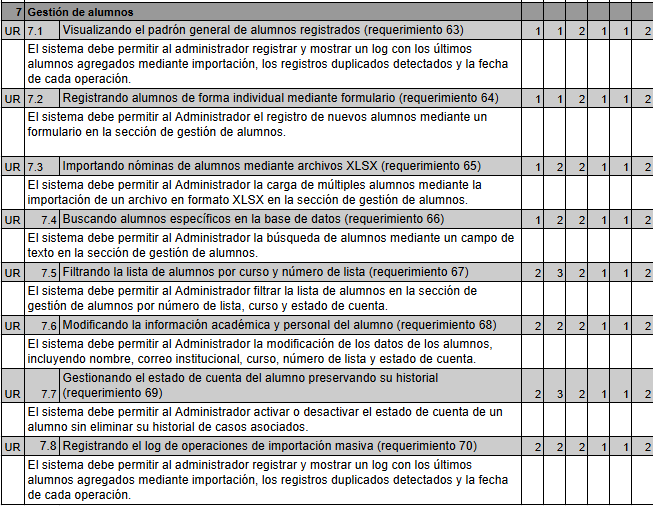 7 Gestión de alumnos
UR 7.1 Visualizando el padrón general de alumnos registrados (requerimiento 63) 1 1 2 1 1 2
El sistema debe permitir al administrador registrar y mostrar un log con los últimos
alumnos agregados mediante importación, los registros duplicados detectados y la fecha
de cada operación.
UR 7.2 Registrando alumnos de forma individual mediante formulario (requerimiento 64) 1 1 2 1 1 2
El sistema debe permitir al Administrador el registro de nuevos alumnos mediante un
formulario en la sección de gestión de alumnos.
UR 7.3 Importando nóminas de alumnos mediante archivos XLSX (requerimiento 65) 1 2 2 1 1 2
El sistema debe permitir al Administrador la carga de múltiples alumnos mediante la
importación de un archivo en formato XLSX en la sección de gestión de alumnos.
UR 7.4 Buscando alumnos específicos en la base de datos (requerimiento 66) 1 2 2 1 1 2
El sistema debe permitir al Administrador la búsqueda de alumnos mediante un campo de
texto en la sección de gestión de alumnos.
UR 7.5 Filtrando la lista de alumnos por curso y número de lista (requerimiento 67) 2 3 2 1 1 2
El sistema debe permitir al Administrador filtrar la lista de alumnos en la sección de
gestión de alumnos por número de lista, curso y estado de cuenta.
UR 7.6 Modificando la información académica y personal del alumno (requerimiento 68) 2 2 2 1 1 2
El sistema debe permitir al Administrador la modificación de los datos de los alumnos,
incluyendo nombre, correo institucional, curso, número de lista y estado de cuenta.
Gestionando el estado de cuenta del alumno preservando su historial
UR 7.7 (requerimiento 69) 2 3 2 1 1 2
El sistema debe permitir al Administrador activar o desactivar el estado de cuenta de un
alumno sin eliminar su historial de casos asociados.
UR 7.8 Registrando el log de operaciones de importación masiva (requerimiento 70) 2 2 2 1 1 2
El sistema debe permitir al administrador registrar y mostrar un log con los últimos
alumnos agregados mediante importación, los registros duplicados detectados y la fecha
de cada operación.